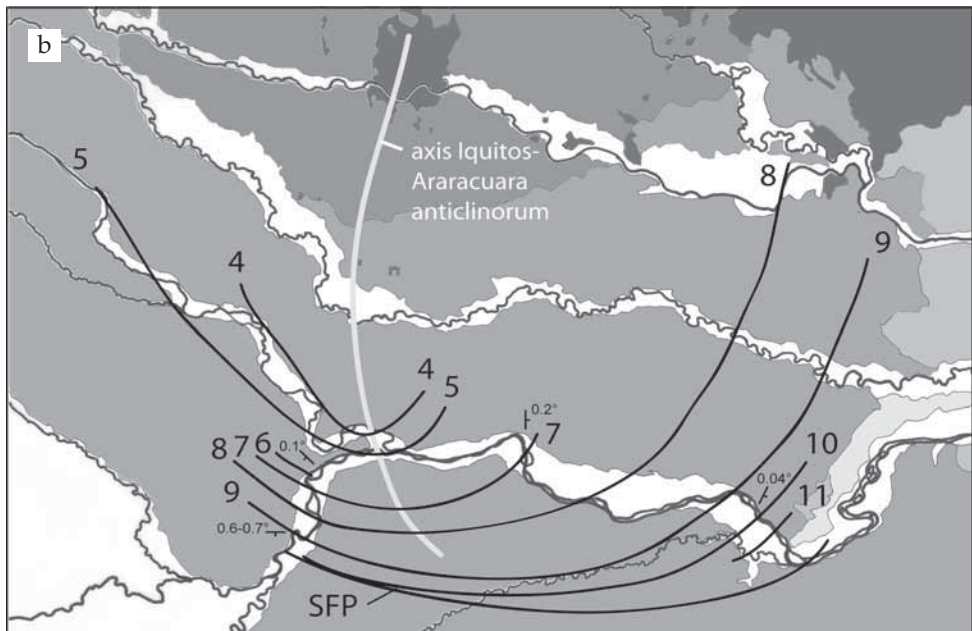 b
axis Iquitos-
Araracuara
anticlinorum
5
8
9
4
4
5
0.2°
7
8 7 6
0.1°
9
10
0.04°
11
0.6-0.7°
SFP